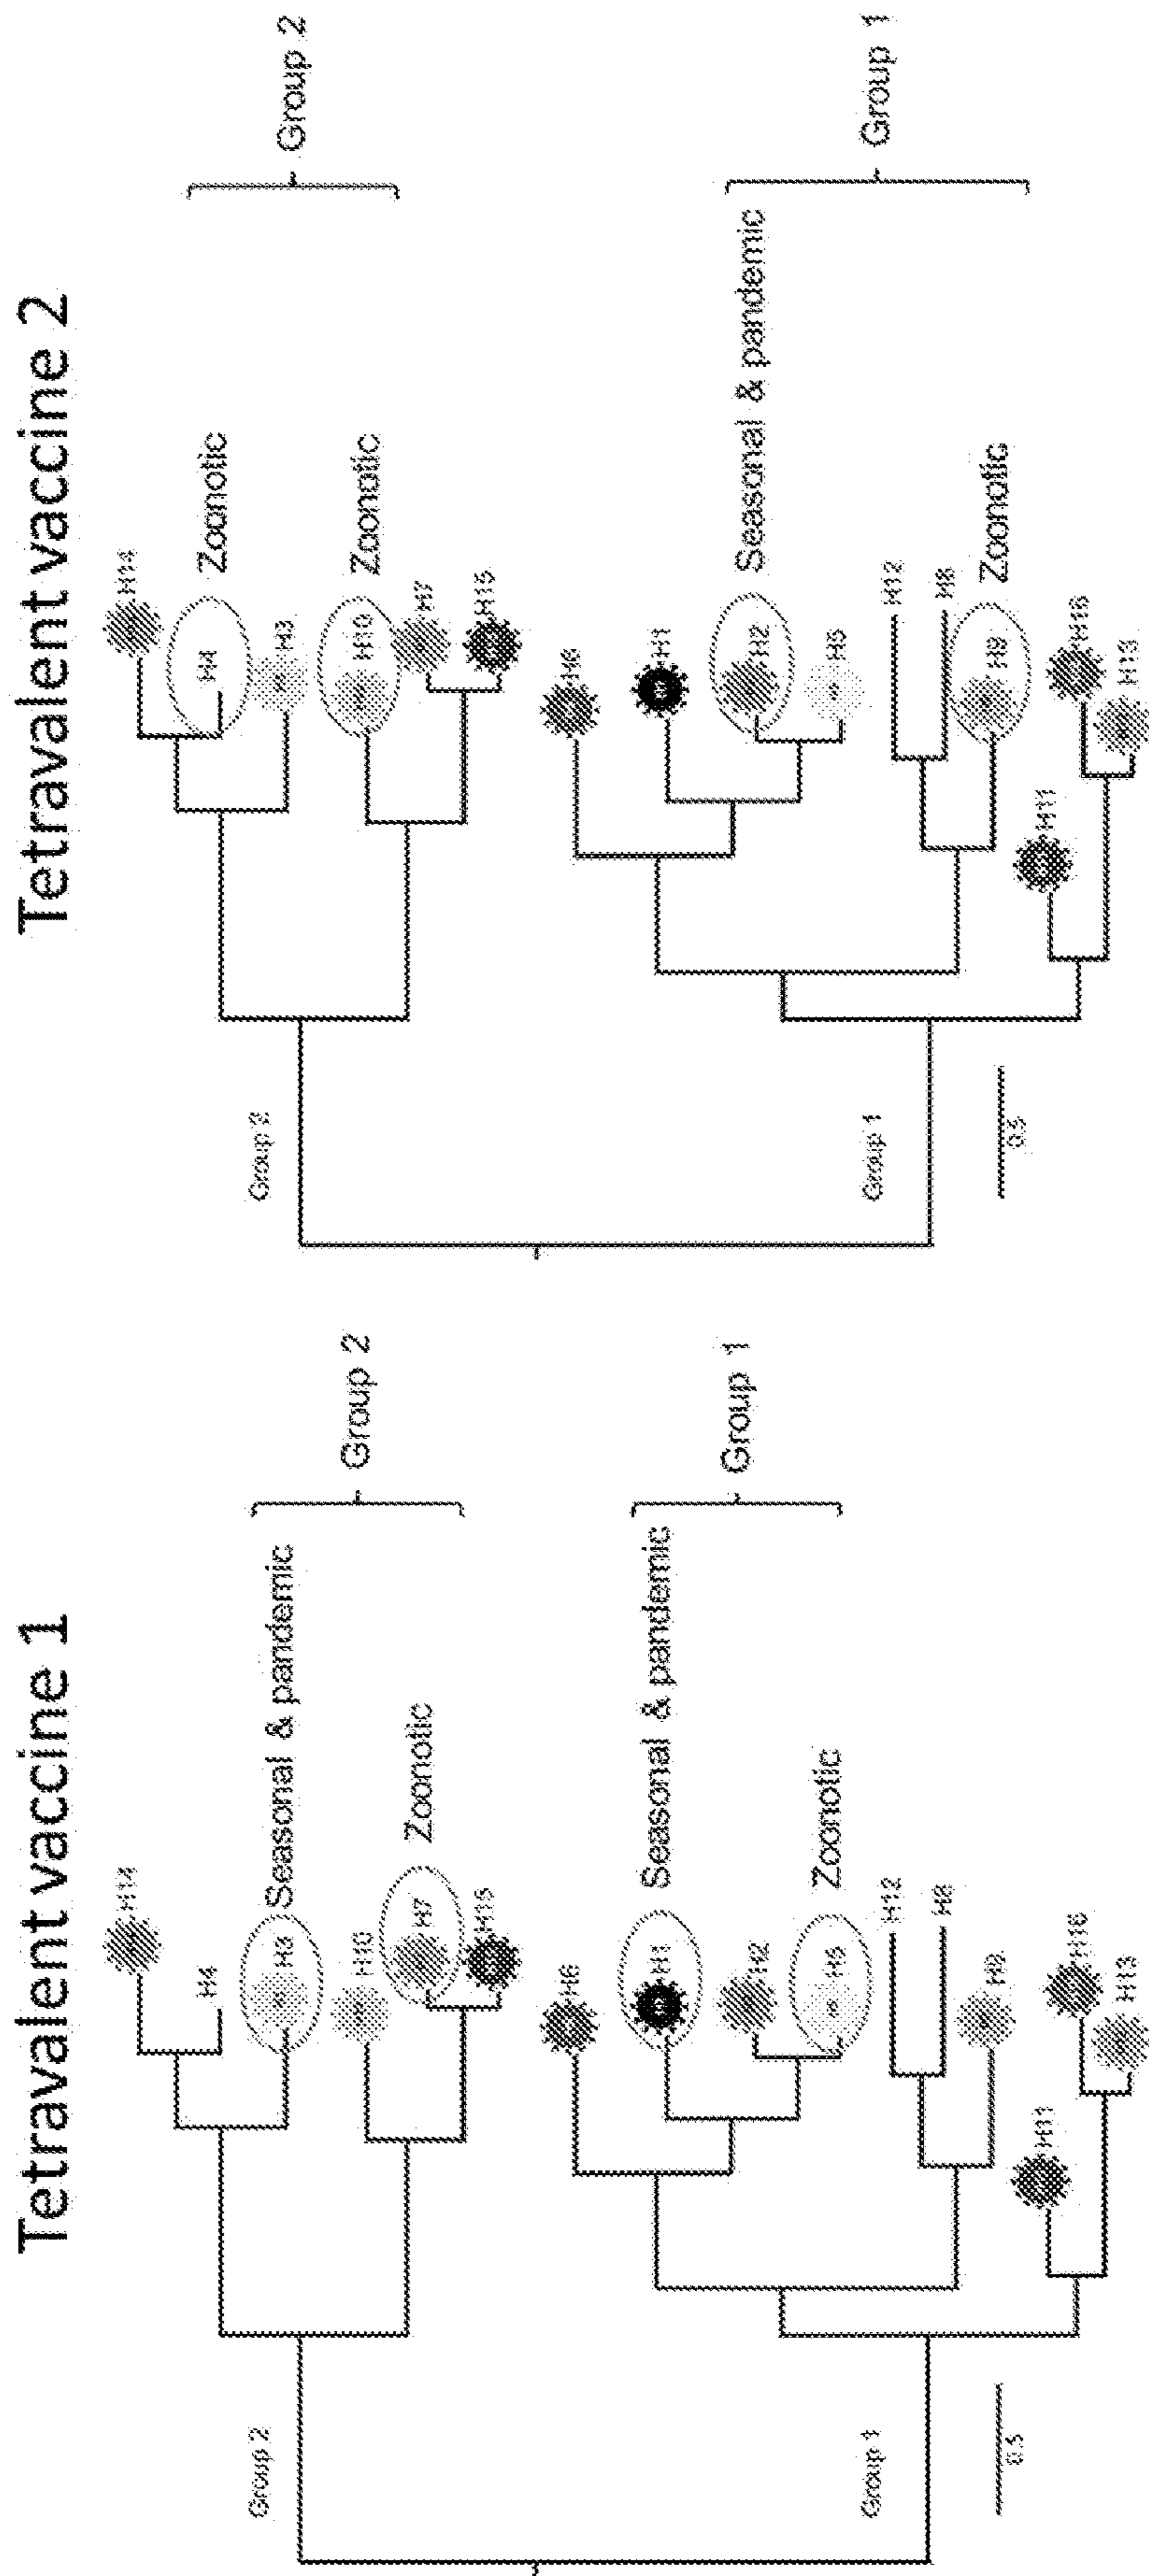 Tetravalent vaccine 1
H14
H4
H3
Seasonal & pandemic
H10
H7
Zoonotic
H15
Group 2
Group 2
H6
H1
Seasonal & pandemic
H2
H5
Zoonotic
H12
H8
H9
H11
H16
H13
Group 1
Group 1
0.5
Tetravalent vaccine 2
H14
H4
Zoonotic
H3
H10
Zoonotic
H7
H15
Group 2
Group 2
H6
H1
H2
Seasonal & pandemic
H5
H12
H8
H9
Zoonotic
H11
H16
H13
Group 1
Group 1
0.5